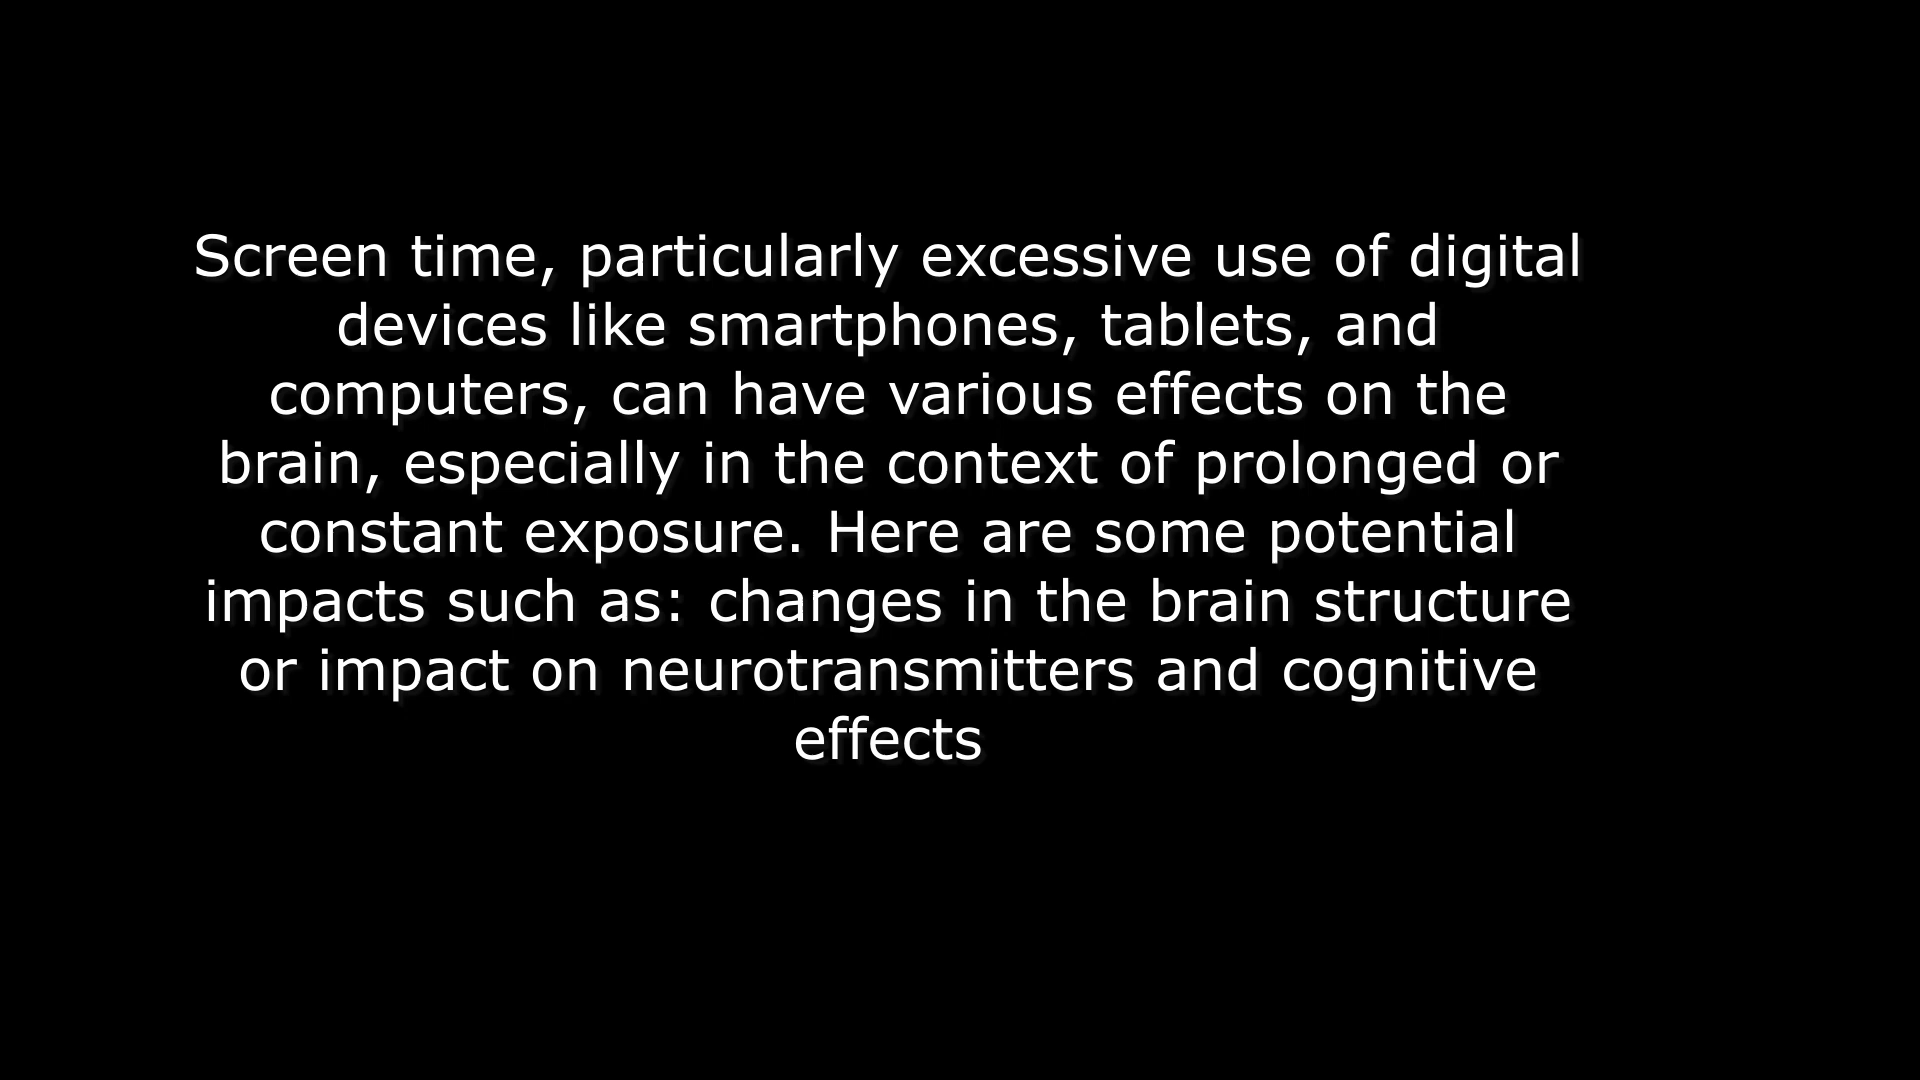 Screen time, particularly excessive use of digital
devices like smartphones, tablets, and
computers, can have various effects on the
brain, especially in the context of prolonged or
constant exposure. Here are some potential
impacts such as: changes in the brain structure
or impact on neurotransmitters and cognitive
effects